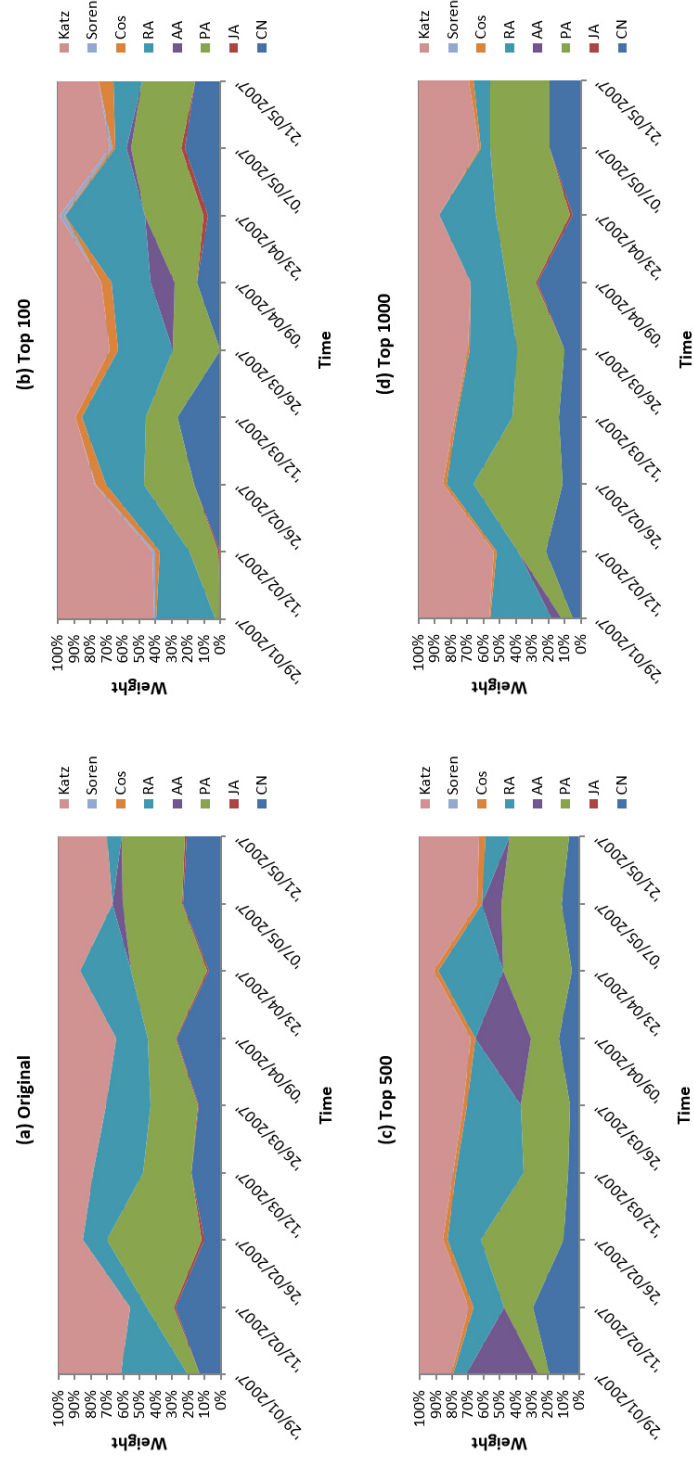 (a) Original
Weight
100%
90%
80%
70%
60%
50%
40%
30%
20%
10%
0%
'29/01/2007'
'12/02/2007'
'26/02/2007'
'12/03/2007'
'26/03/2007'
'09/04/2007'
'23/04/2007'
'07/05/2007'
'21/05/2007'
Time
Katz
Soren
Cos
RA
AA
PA
JA
CN
(b) Top 100
Weight
100%
90%
80%
70%
60%
50%
40%
30%
20%
10%
0%
'29/01/2007'
'12/02/2007'
'26/02/2007'
'12/03/2007'
'26/03/2007'
'09/04/2007'
'23/04/2007'
'07/05/2007'
'21/05/2007'
Time
Katz
Soren
Cos
RA
AA
PA
JA
CN
(c) Top 500
Weight
100%
90%
80%
70%
60%
50%
40%
30%
20%
10%
0%
'29/01/2007'
'12/02/2007'
'26/02/2007'
'12/03/2007'
'26/03/2007'
'09/04/2007'
'23/04/2007'
'07/05/2007'
'21/05/2007'
Time
Katz
Soren
Cos
RA
AA
PA
JA
CN
(d) Top 1000
Weight
100%
90%
80%
70%
60%
50%
40%
30%
20%
10%
0%
'29/01/2007'
'12/02/2007'
'26/02/2007'
'12/03/2007'
'26/03/2007'
'09/04/2007'
'23/04/2007'
'07/05/2007'
'21/05/2007'
Time
Katz
Soren
Cos
RA
AA
PA
JA
CN